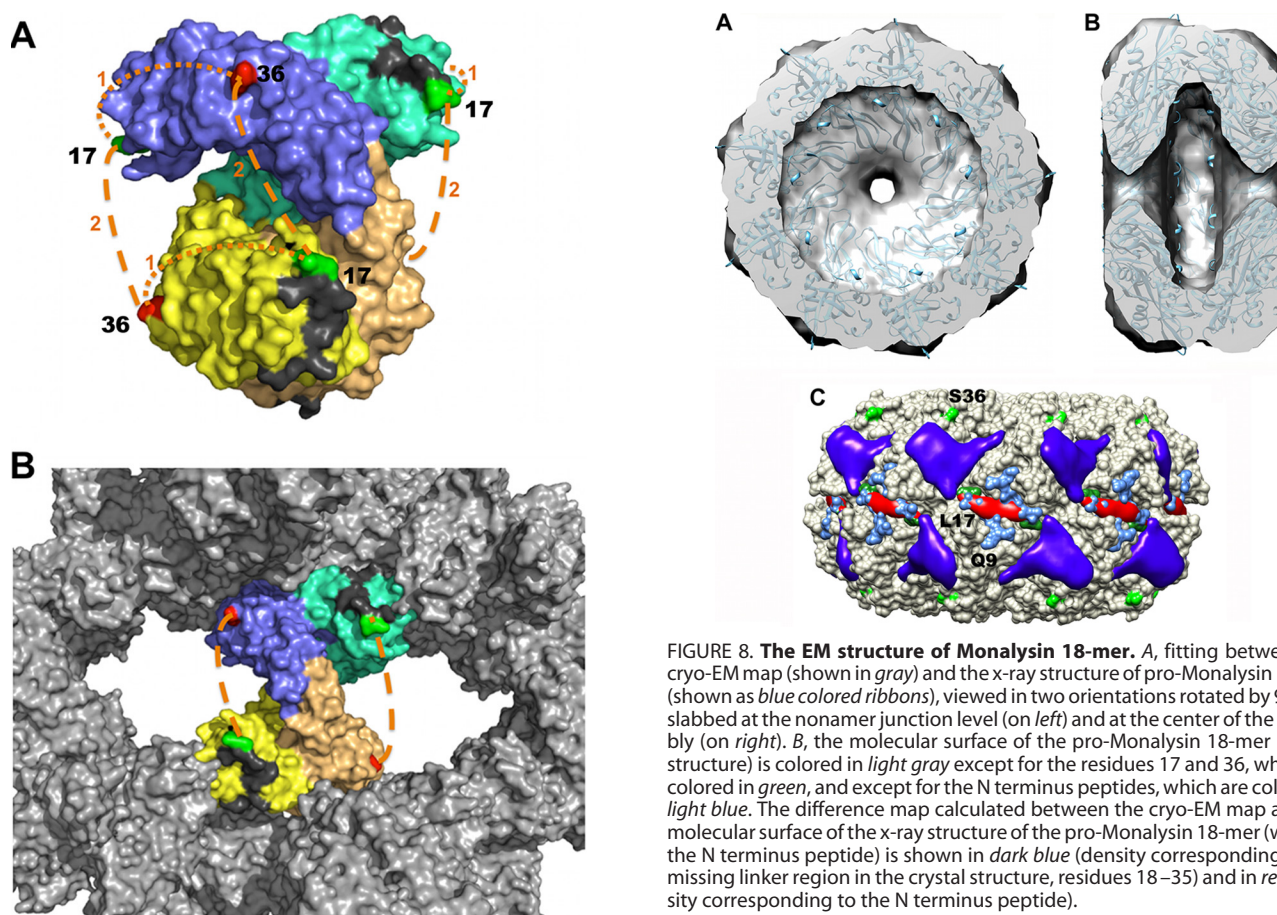 A
1
36
1
17
17
2
2
2
1
17
36
B
A
B
C
S36
L17
Q9
FIGURE 8. The EM structure of Monalysin 18-mer. A, fitting betwe
cryo-EM map (shown in gray) and the x-ray structure of pro-Monalysin
(shown as blue colored ribbons), viewed in two orientations rotated by 9
slabbed at the nonamer junction level (on left) and at the center of the
bly (on right). B, the molecular surface of the pro-Monalysin 18-mer
structure) is colored in light gray except for the residues 17 and 36, wh
colored in green, and except for the N terminus peptides, which are col
light blue. The difference map calculated between the cryo-EM map a
molecular surface of the x-ray structure of the pro-Monalysin 18-mer (w
the N terminus peptide) is shown in dark blue (density corresponding
missing linker region in the crystal structure, residues 18–35) and in re
sity corresponding to the N terminus peptide).